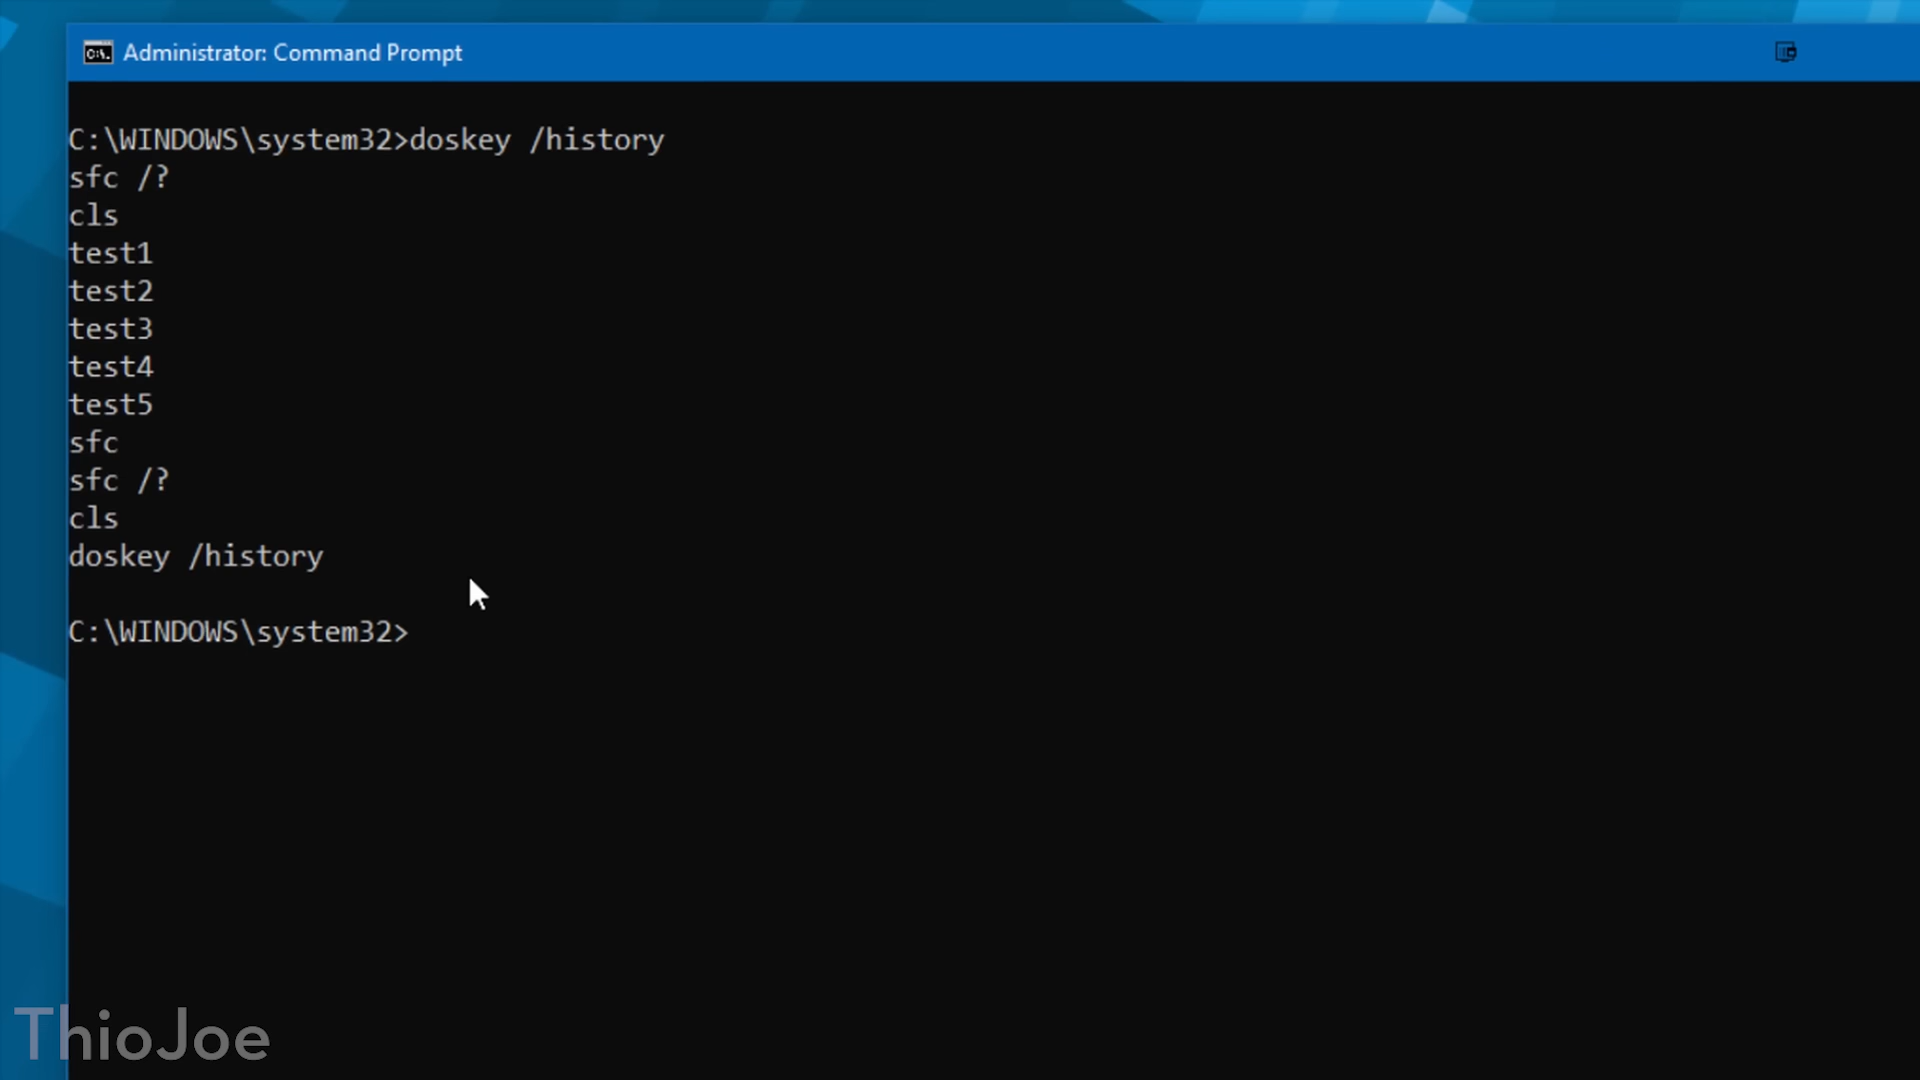 Administrator: Command Prompt
C:\WINDOWS\system32>doskey /history
sfc /?
cls
test1
test2
test3
test4
test5
sfc
sfc /?
cls
doskey /history
C:\WINDOWS\system32>
ThioJoe